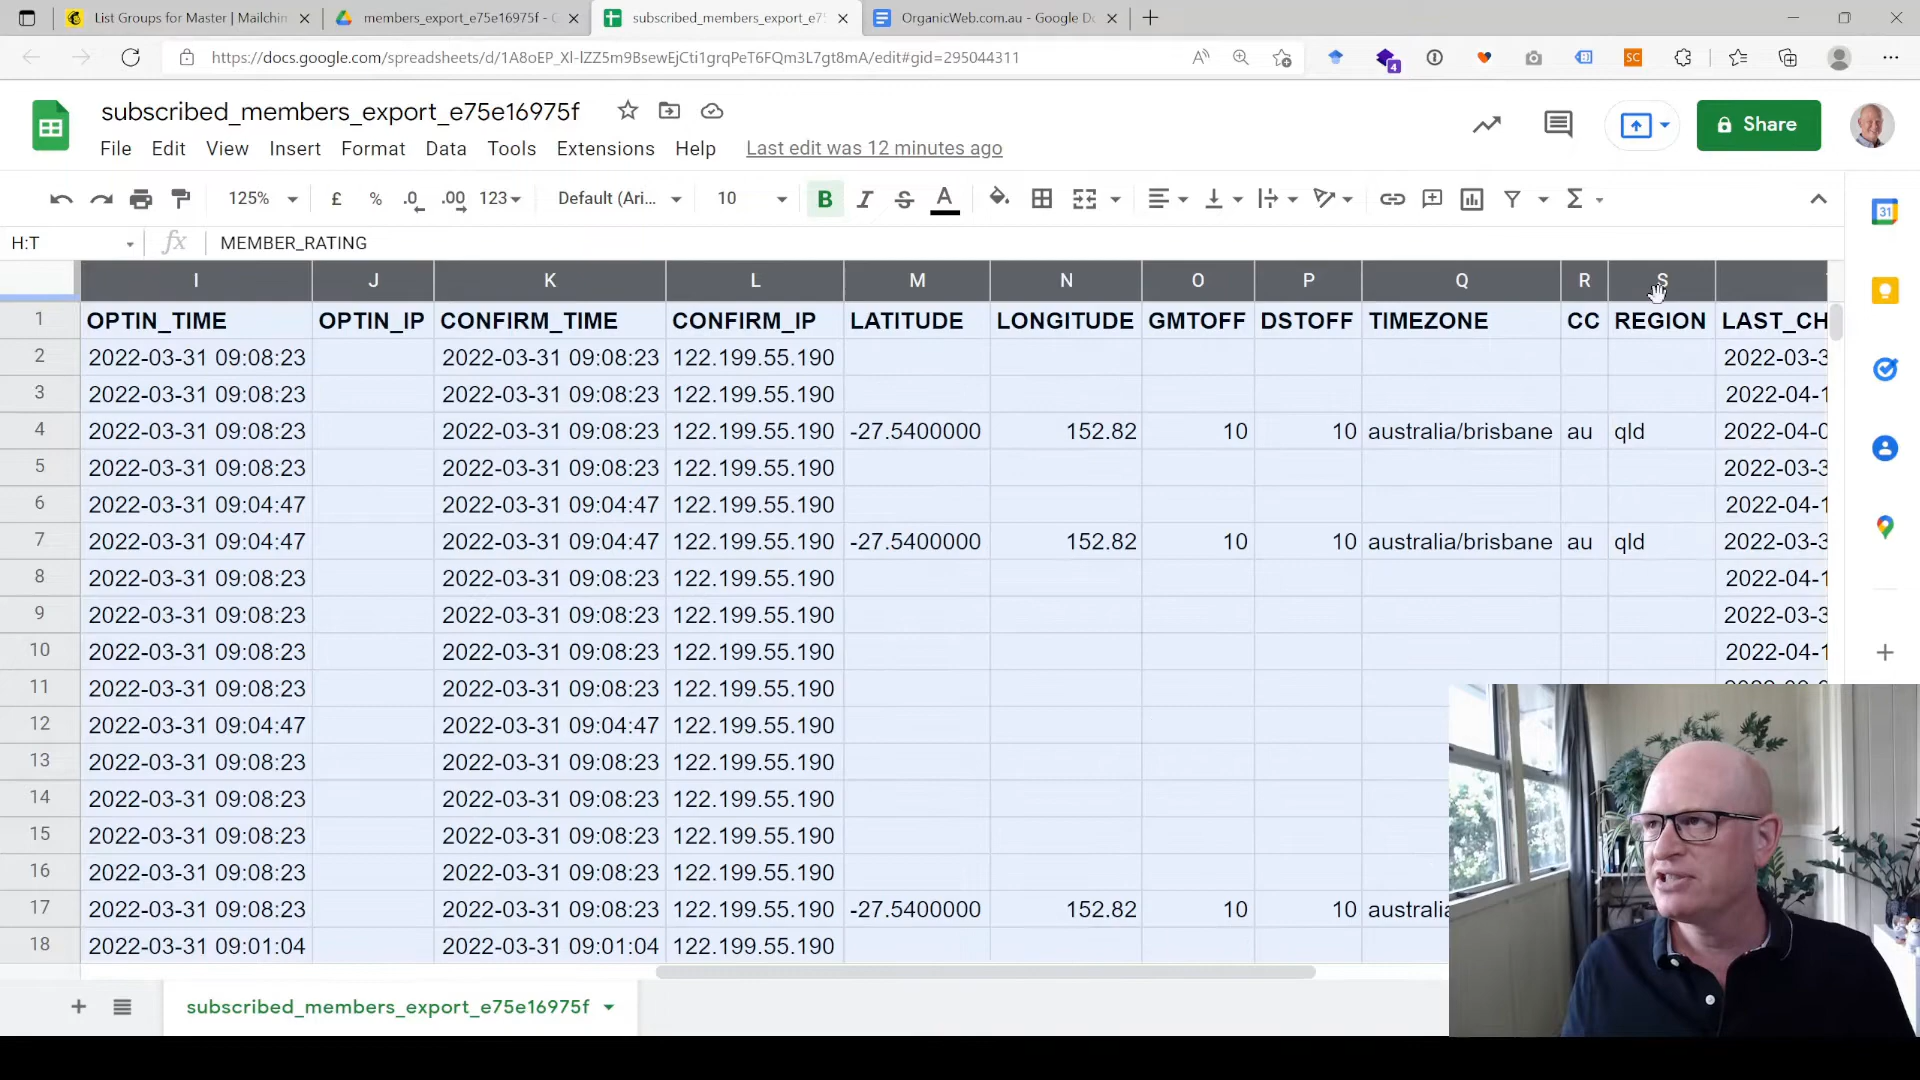 List Groups for Master | Mailchim
members_export_e75e16975f - G
subscribed_members_export_e75
OrganicWeb.com.au - Google Do
https://docs.google.com/spreadsheets/d/1A8oEP_Xl-lZZ5m9BsewEjCti1grqPeT6FQm3L7gt8mA/edit#gid=295044311
4
SC
subscribed_members_export_e75e16975f
Share
File Edit View Insert Format Data Tools Extensions Help Last edit was 12 minutes ago
125% £ % .0 .00 123 Default (Ari... 10 B I S A Σ
31
H:T fx MEMBER_RATING
I J K L M N O P Q R S
1 OPTIN_TIME OPTIN_IP CONFIRM_TIME CONFIRM_IP LATITUDE LONGITUDE GMTOFF DSTOFF TIMEZONE CC REGION LAST_CH
2 2022-03-31 09:08:23 2022-03-31 09:08:23 122.199.55.190 2022-03-3
3 2022-03-31 09:08:23 2022-03-31 09:08:23 122.199.55.190 2022-04-1
4 2022-03-31 09:08:23 2022-03-31 09:08:23 122.199.55.190 -27.5400000 152.82 10 10 australia/brisbane au qld 2022-04-0
5 2022-03-31 09:08:23 2022-03-31 09:08:23 122.199.55.190 2022-03-3
6 2022-03-31 09:04:47 2022-03-31 09:04:47 122.199.55.190 2022-04-1
7 2022-03-31 09:04:47 2022-03-31 09:04:47 122.199.55.190 -27.5400000 152.82 10 10 australia/brisbane au qld 2022-03-3
8 2022-03-31 09:08:23 2022-03-31 09:08:23 122.199.55.190 2022-04-1
9 2022-03-31 09:08:23 2022-03-31 09:08:23 122.199.55.190 2022-03-3
10 2022-03-31 09:08:23 2022-03-31 09:08:23 122.199.55.190 2022-04-1
11 2022-03-31 09:08:23 2022-03-31 09:08:23 122.199.55.190
12 2022-03-31 09:04:47 2022-03-31 09:04:47 122.199.55.190
13 2022-03-31 09:08:23 2022-03-31 09:08:23 122.199.55.190
14 2022-03-31 09:08:23 2022-03-31 09:08:23 122.199.55.190
15 2022-03-31 09:08:23 2022-03-31 09:08:23 122.199.55.190
16 2022-03-31 09:08:23 2022-03-31 09:08:23 122.199.55.190
17 2022-03-31 09:08:23 2022-03-31 09:08:23 122.199.55.190 -27.5400000 152.82 10 10 australia
18 2022-03-31 09:01:04 2022-03-31 09:01:04 122.199.55.190
subscribed_members_export_e75e16975f